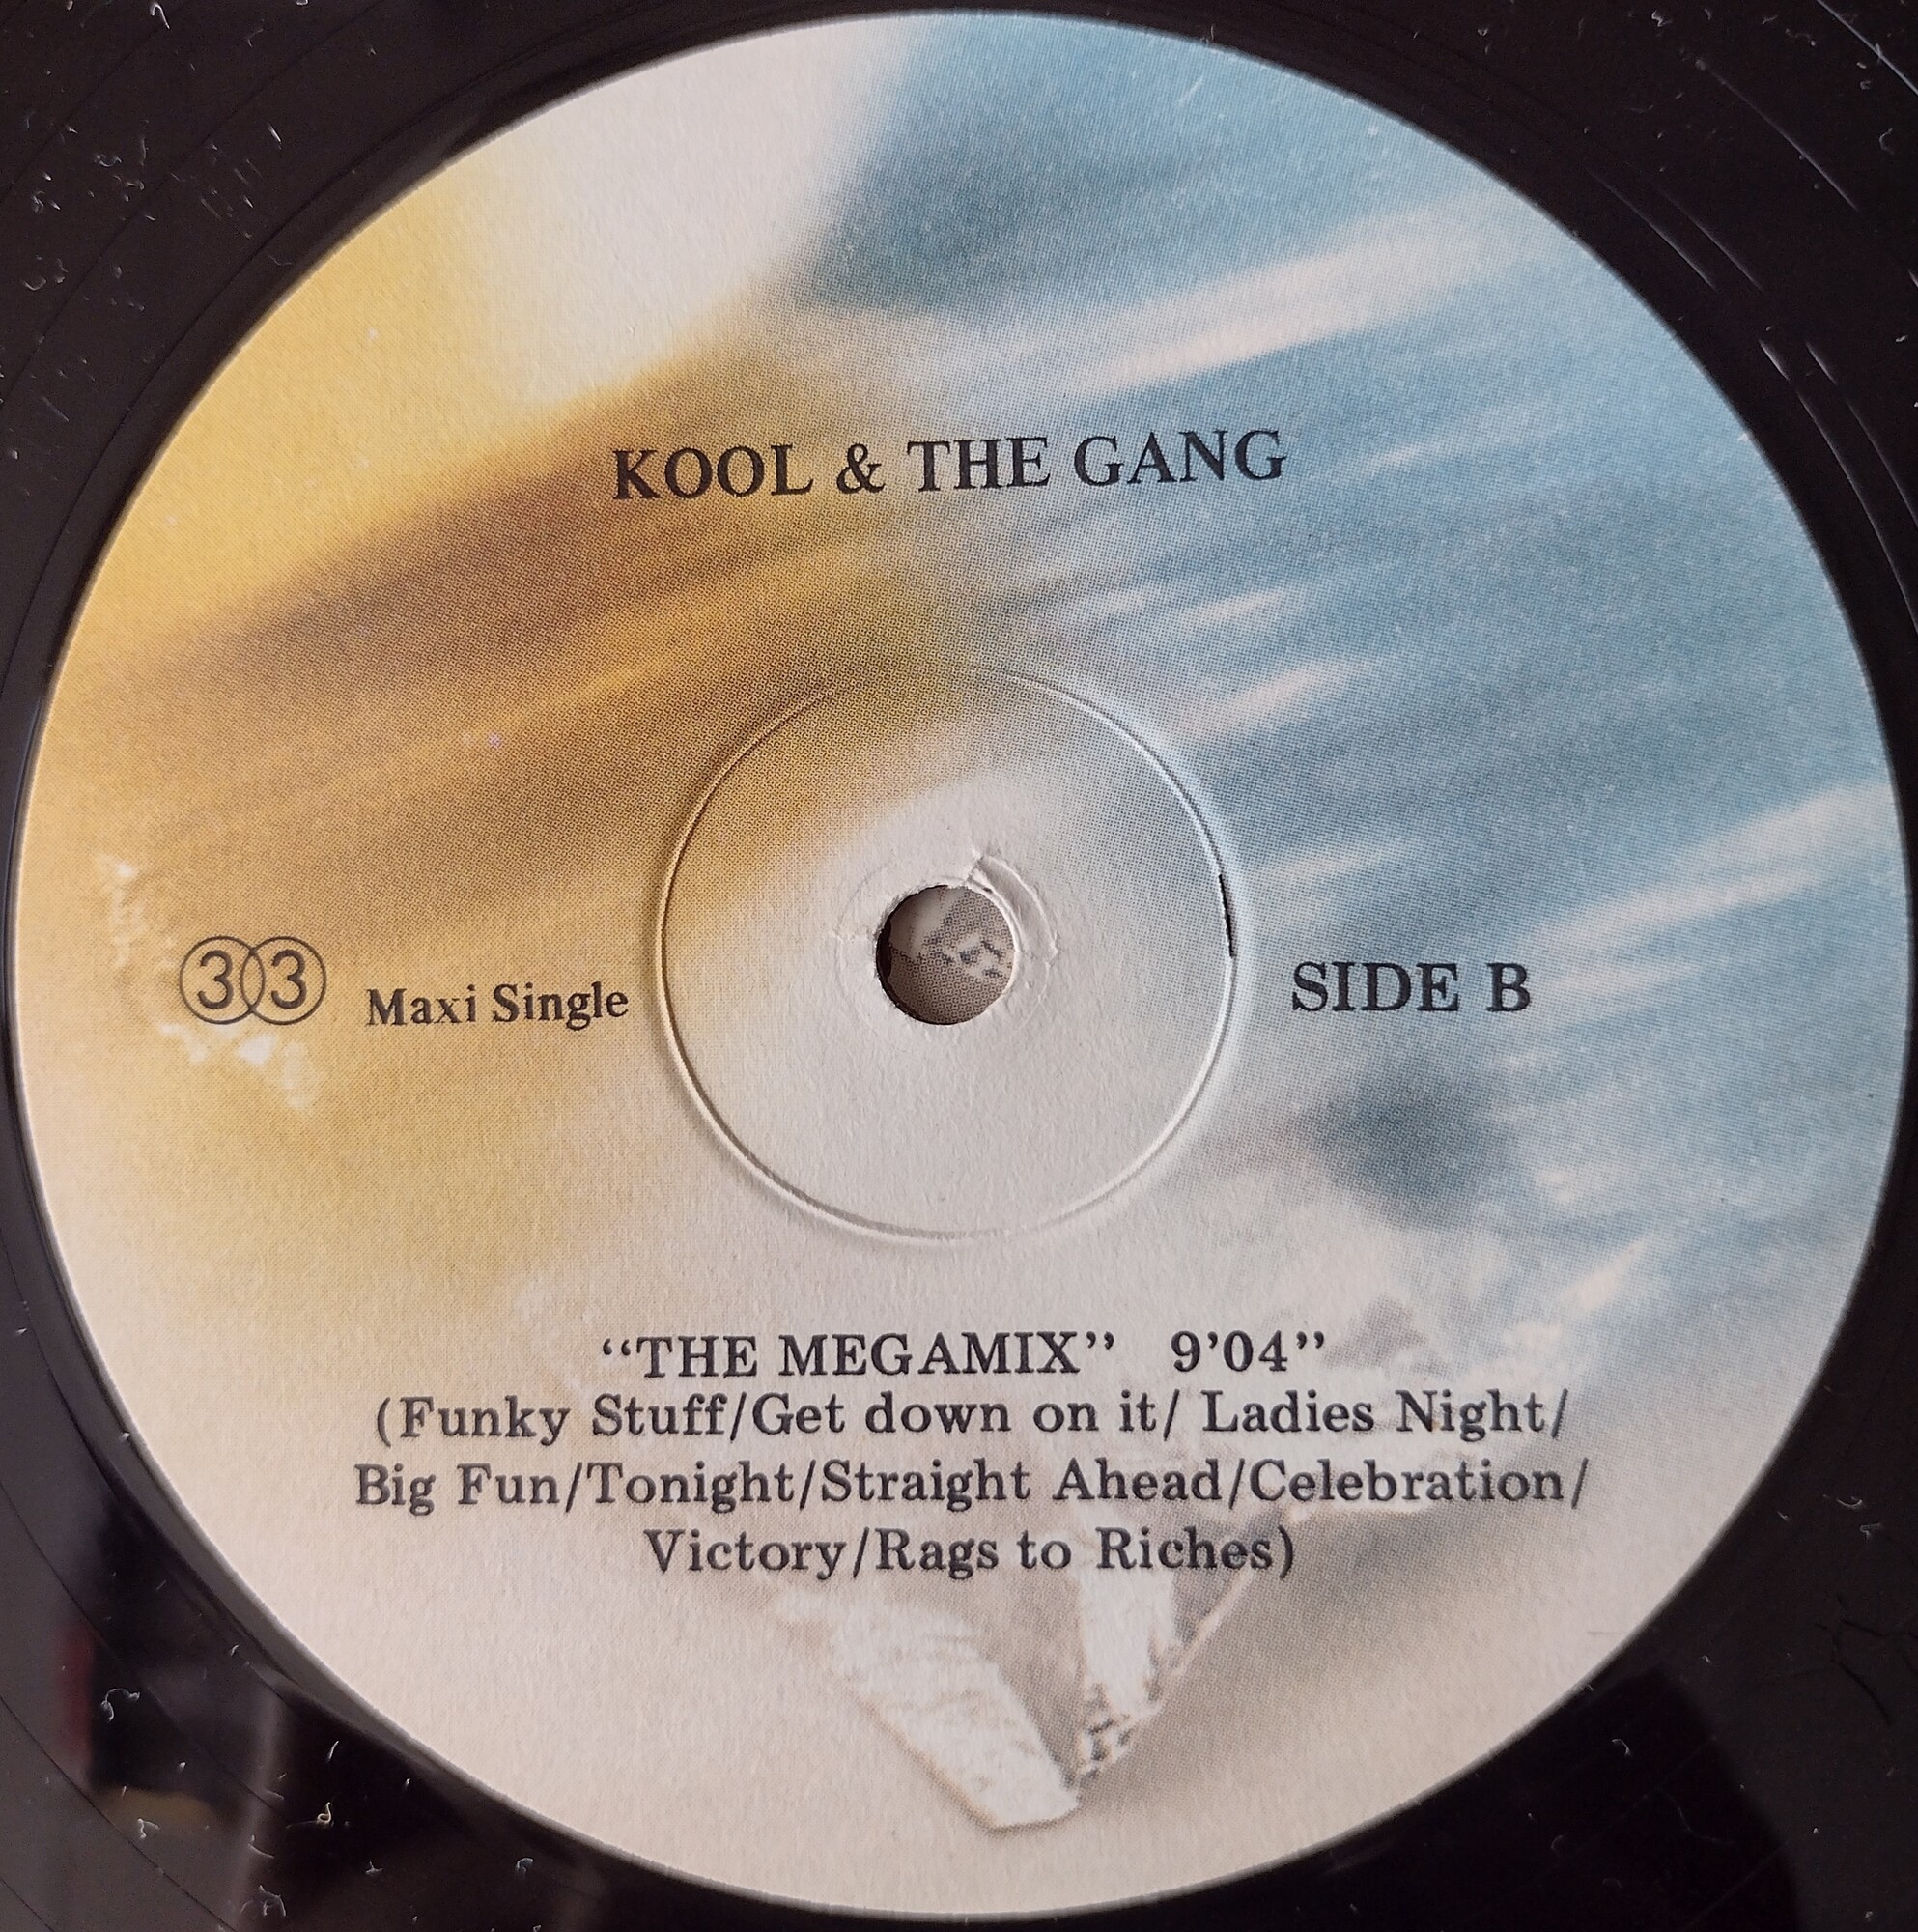 KOOL & THE GANG
33 Maxi Single
SIDE B
“THE MEGAMIX” 9’04”
(Funky Stuff/Get down on it/ Ladies Night/
Big Fun/Tonight/Straight Ahead/Celebration/
Victory/Rags to Riches)